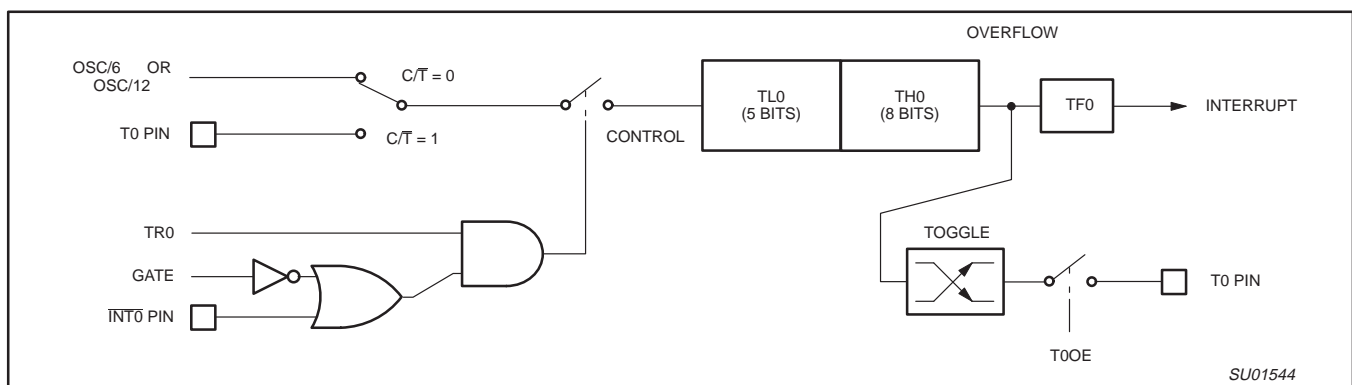 OVERFLOW
OSC/6 OR
OSC/12
C/T̅ = 0
TL0
(5 BITS)
TH0
(8 BITS)
TF0
INTERRUPT
T0 PIN
C/T̅ = 1
CONTROL
TR0
TOGGLE
GATE
T0 PIN
I̅N̅T̅0̅ PIN
T0OE
SU01544